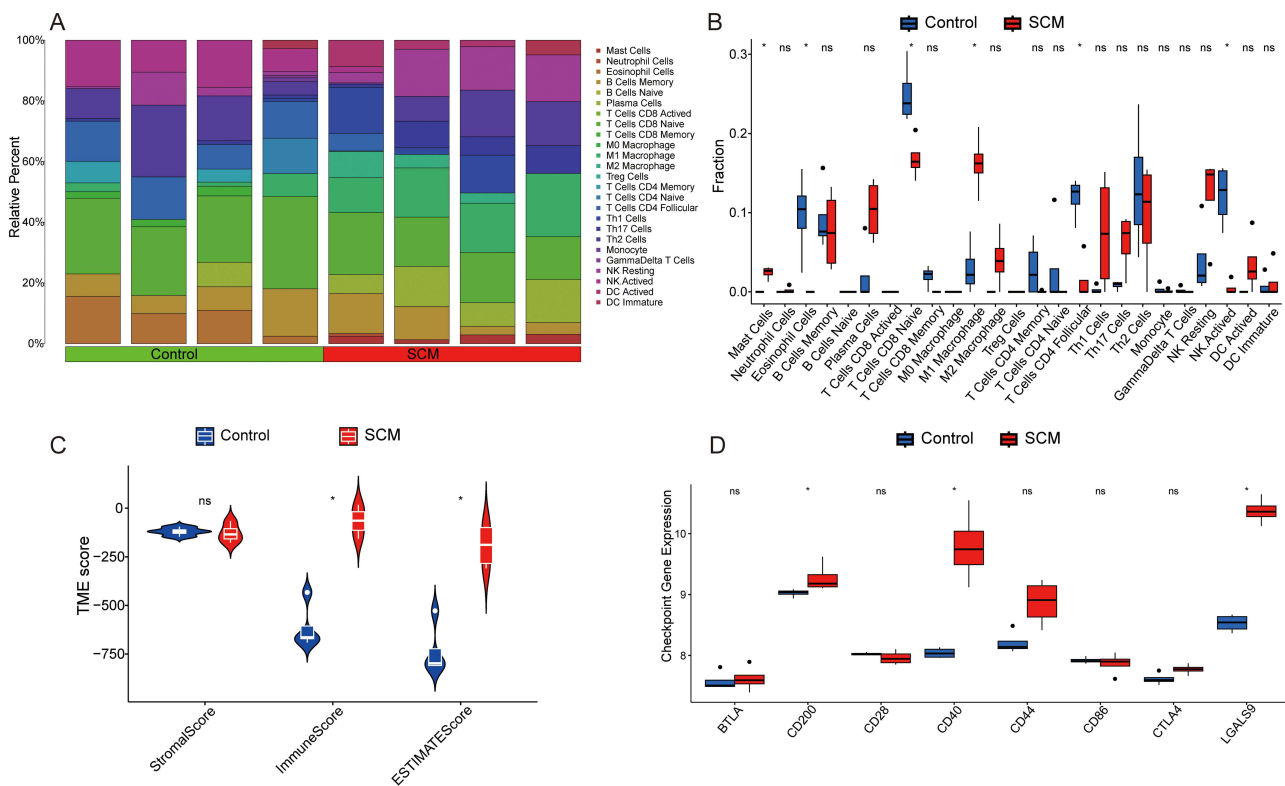 A
Relative Percent
100%
80%
60%
40%
20%
0%
Control
SCM
Mast Cells
Neutrophil Cells
Eosinophil Cells
B Cells Memory
B Cells Naive
Plasma Cells
T Cells CD8 Actived
T Cells CD8 Naive
T Cells CD8 Memory
M0 Macrophage
M1 Macrophage
M2 Macrophage
Treg Cells
T Cells CD4 Memory
T Cells CD4 Naive
T Cells CD4 Follicular
Th1 Cells
Th17 Cells
Th2 Cells
Monocyte
GammaDelta T Cells
NK Resting
NK.Actived
DC Actived
DC Immature
B
Control
SCM
* ns * ns ns ns * ns * ns ns ns * ns ns ns ns ns ns * ns ns
Fraction
0.3
0.2
0.1
0.0
Mast Cells
Neutrophil Cells
Eosinophil Cells
B Cells Memory
B Cells Naive
Plasma Cells
T Cells CD8 Actived
T Cells CD8 Naive
T Cells CD8 Memory
M0 Macrophage
M1 Macrophage
M2 Macrophage
Treg Cells
T Cells CD4 Memory
T Cells CD4 Naive
T Cells CD4 Follicular
Th1 Cells
Th17 Cells
Th2 Cells
Monocyte
GammaDelta T Cells
NK Resting
NK.Actived
DC Actived
DC Immature
C
Control
SCM
ns * *
TME score
0
−250
−500
−750
StromalScore
ImmuneScore
ESTIMATEScore
D
Control
SCM
ns * ns * ns ns ns *
Checkpoint Gene Expression
10
9
8
BTLA
CD200
CD28
CD40
CD44
CD86
CTLA4
LGALS9